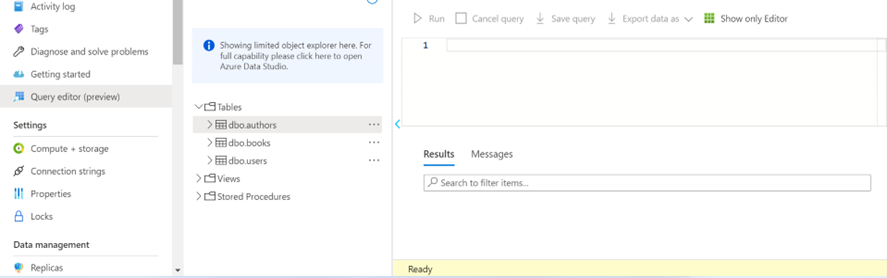 Activity log
Tags
Diagnose and solve problems
Getting started
Query editor (preview)
Settings
Compute + storage
Connection strings
Properties
Locks
Data management
Replicas
Showing limited object explorer here. For
full capability please click here to open
Azure Data Studio.
Tables
dbo.authors ...
dbo.books ...
dbo.users ...
Views
Stored Procedures
Run Cancel query Save query Export data as Show only Editor
1
Results Messages
Search to filter items...
Ready